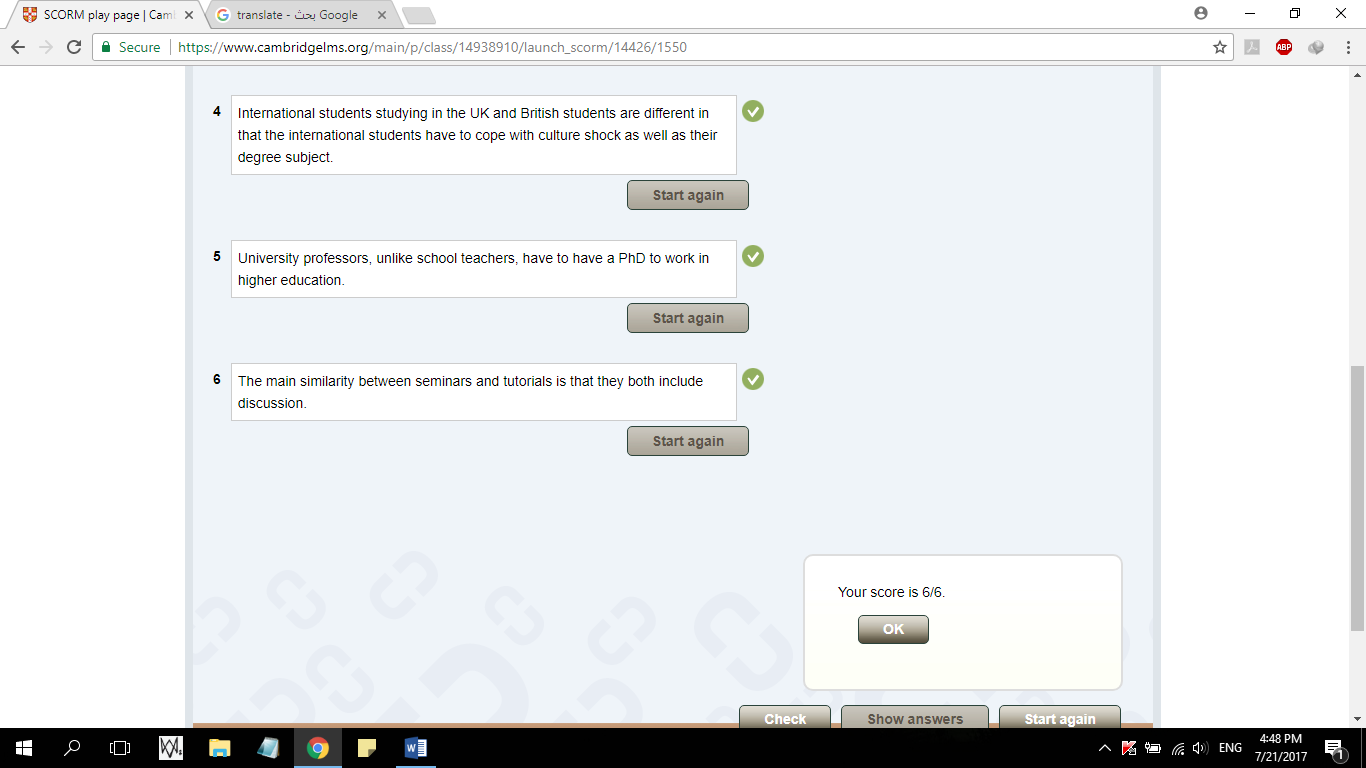 SCORM play page | Cam
translate - بحث Google
Secure
https://www.cambridgelms.org/main/p/class/14938910/launch_scorm/14426/1550
ABP
4
International students studying in the UK and British students are different in
that the international students have to cope with culture shock as well as their
degree subject.
Start again
5
University professors, unlike school teachers, have to have a PhD to work in
higher education.
Start again
6
The main similarity between seminars and tutorials is that they both include
discussion.
Start again
Your score is 6/6.
OK
Check
Show answers
Start again
ENG
4:48 PM
7/21/2017
1